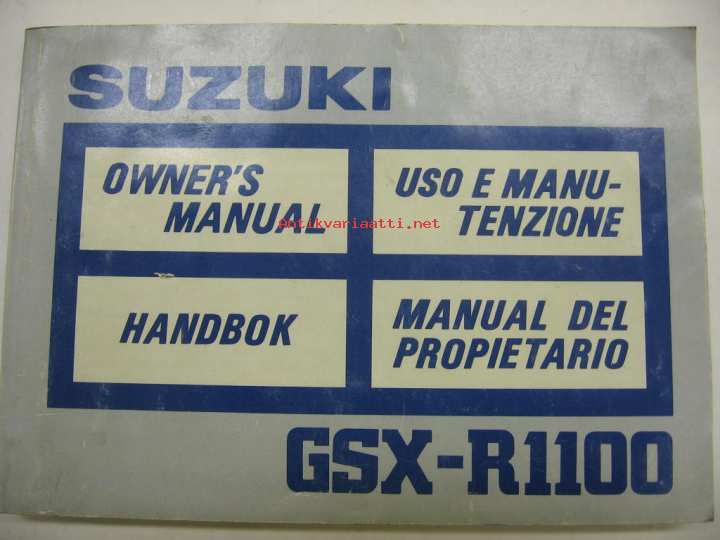 SUZUKI
OWNER'S
MANUAL
USO E MANU-
TENZIONE
Antikvariaatti.net
HANDBOK
MANUAL DEL
PROPIETARIO
GSX-R1100